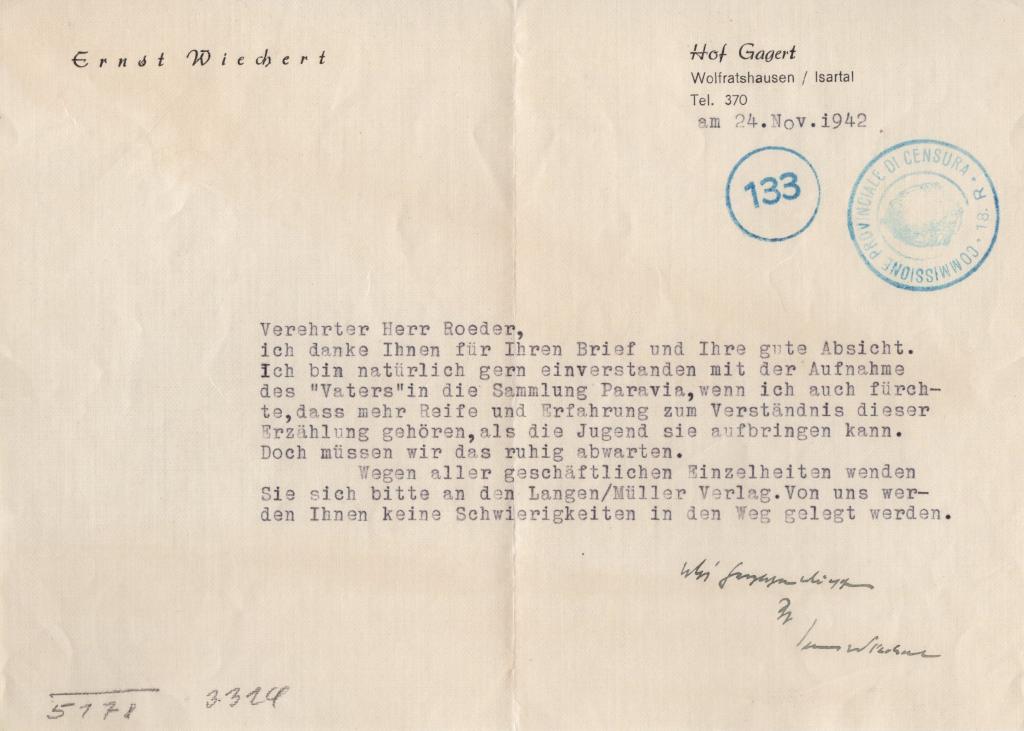 Ernst Wiechert
Hof Gagert
Wolfratshausen / Isartal
Tel. 370
am 24.Nov.1942
133
COMMISSIONE PROVINCIALE DI CENSURA · 18. R ·
Verehrter Herr Roeder,
ich danke Ihnen für Ihren Brief und Ihre gute Absicht.
Ich bin natürlich gern einverstanden mit der Aufnahme
des "Vaters"in die Sammlung Paravia,wenn ich auch fürch-
te,dass mehr Reife und Erfahrung zum Verständnis dieser
Erzählung gehören,als die Jugend sie aufbringen kann.
Doch müssen wir das ruhig abwarten.
Wegen aller geschäftlichen Einzelheiten wenden
Sie sich bitte an den Langen/Müller Verlag.Von uns wer-
den Ihnen keine Schwierigkeiten in den Weg gelegt werden.
Ihr
Ernst Wiechert
5178 3324